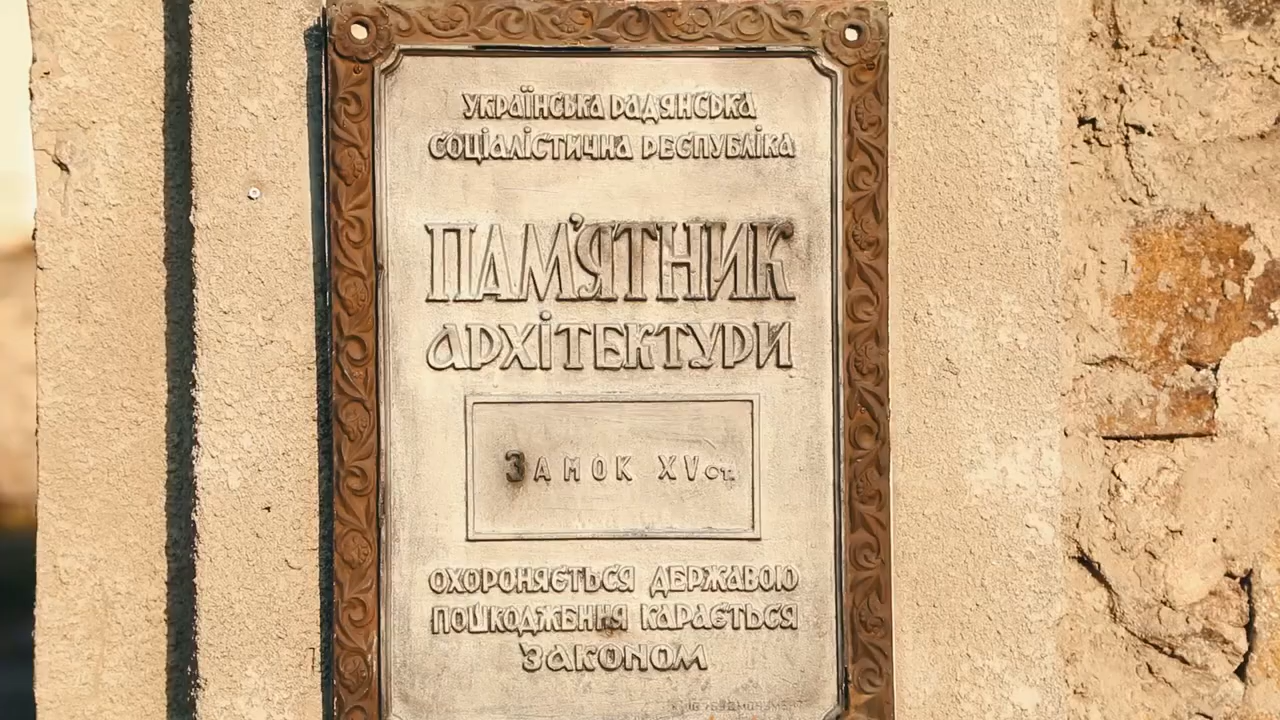 УКРАЇНСЬКА РАДЯНСЬКА
СОЦІАЛІСТИЧНА РЕСПУБЛІКА
ПАМ'ЯТНИК
АРХІТЕКТУРИ
ЗАМОК XV ст.
ОХОРОНЯЄТЬСЯ ДЕРЖАВОЮ
ПОШКОДЖЕННЯ КАРАЄТЬСЯ
ЗАКОНОМ